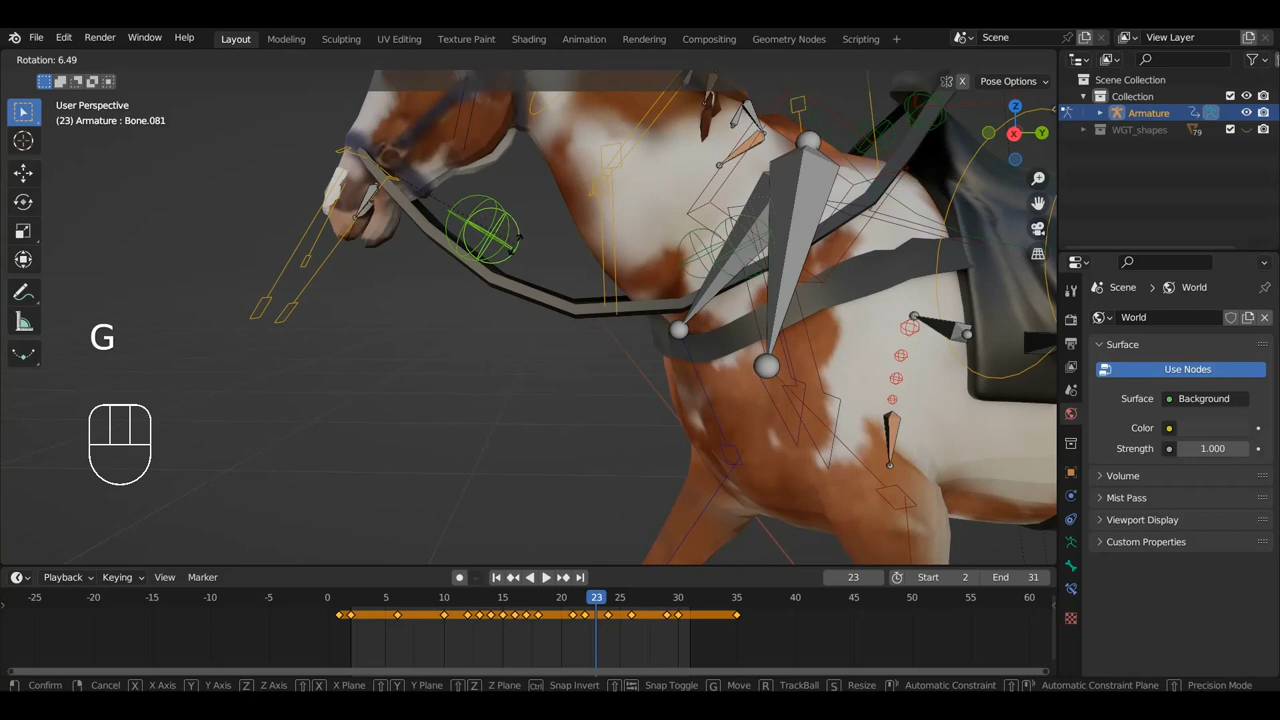 File Edit Render Window Help Layout Modeling Sculpting UV Editing Texture Paint Shading Animation Rendering Compositing Geometry Nodes Scripting + Scene View Layer
Rotation: 6.49
X Pose Options
User Perspective
(23) Armature : Bone.081
Z
X
Y
G
Scene Collection
Collection
Armature
WGT_shapes 79
Scene > World
World
Surface
Use Nodes
Surface Background
Color
Strength 1.000
Volume
Mist Pass
Viewport Display
Custom Properties
Playback Keying View Marker 23 Start 2 End 31
-25 -20 -15 -10 -5 0 5 10 15 20 23 25 30 35 40 45 50 55 60
Confirm Cancel X X Axis Y Y Axis Z Z Axis X X Plane Y Y Plane Z Z Plane Ctrl Snap Invert Snap Toggle G Move R TrackBall S Resize Automatic Constraint Automatic Constraint Plane Precision Mode